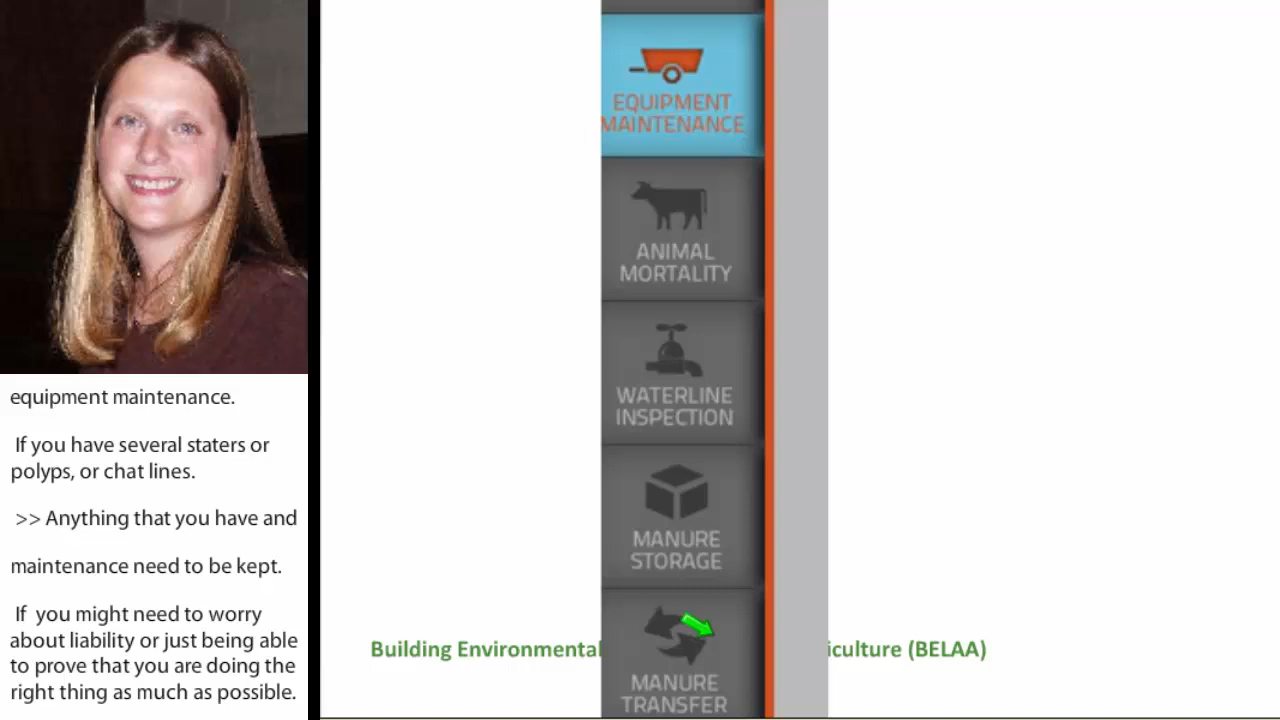 equipment maintenance.
If you have several staters or
polyps, or chat lines.
>> Anything that you have and
maintenance need to be kept.
If you might need to worry
about liability or just being able
to prove that you are doing the
right thing as much as possible.
EQUIPMENT
MAINTENANCE
ANIMAL
MORTALITY
WATERLINE
INSPECTION
MANURE
STORAGE
MANURE
TRANSFER
Building Environmental iculture (BELAA)